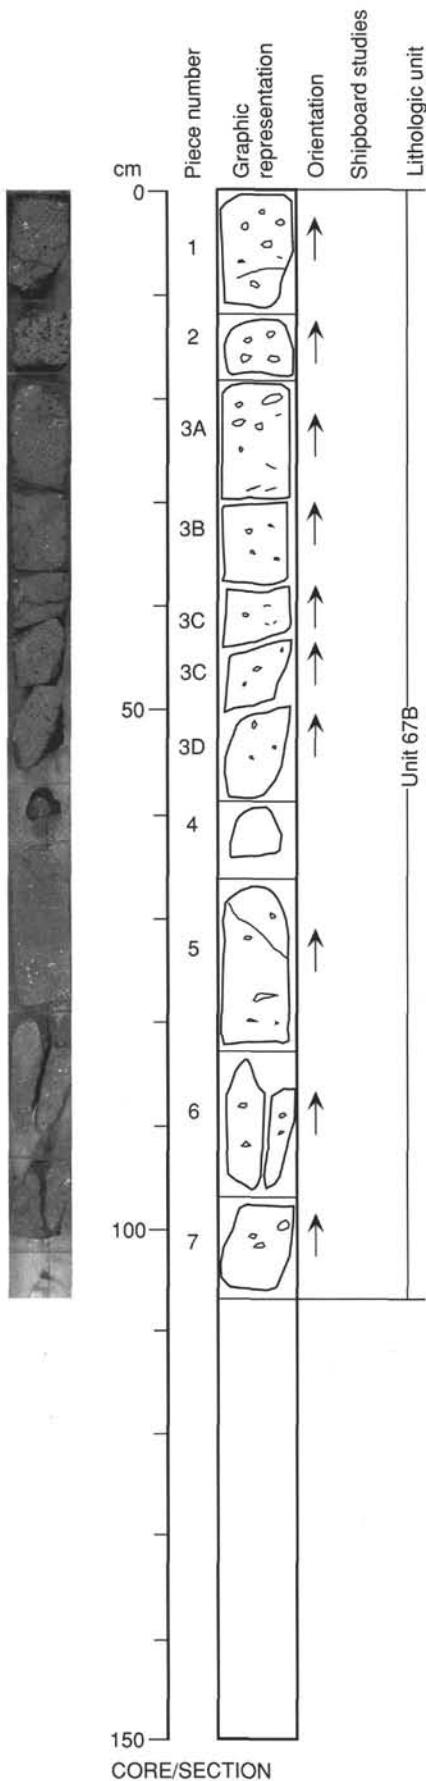 cm
Piece number
Graphic
representation
Orientation
Shipboard studies
Lithologic unit
0
1
2
3A
3B
3C
3C
50
3D
Unit 67B
4
5
6
100
7
150
CORE/SECTION